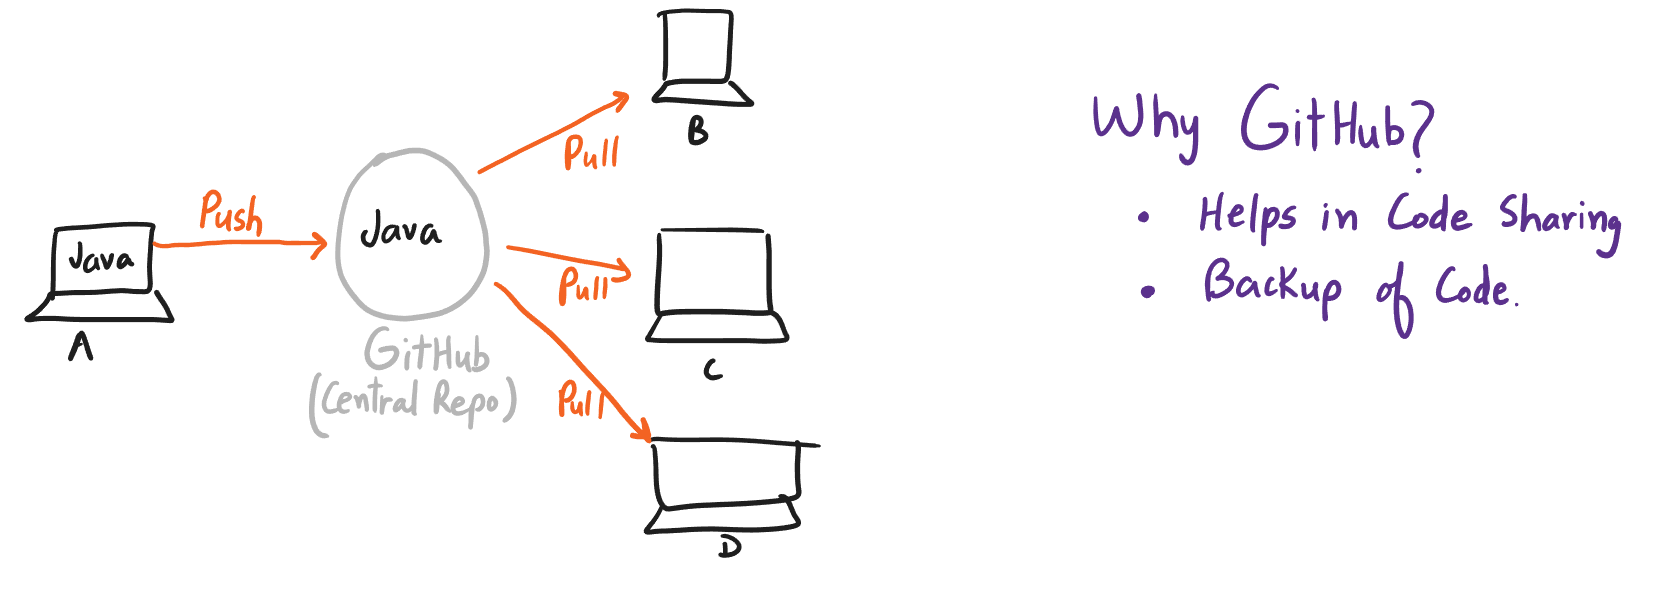 Java
A
Push
Java
GitHub
(Central Repo)
Pull
B
Pull
C
Pull
D
Why GitHub?
• Helps in Code Sharing
• Backup of Code.